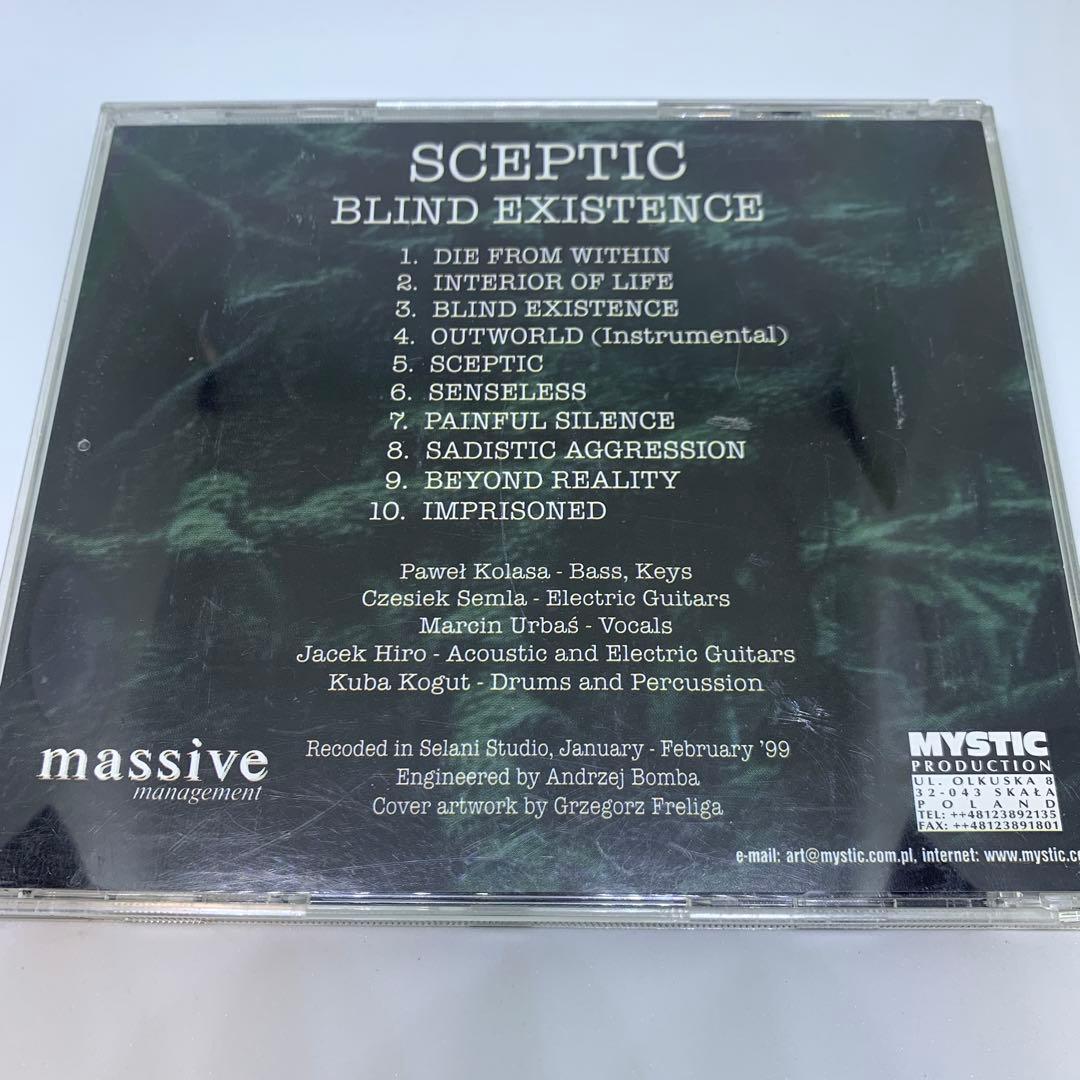 SCEPTIC
BLIND EXISTENCE
1. DIE FROM WITHIN
2. INTERIOR OF LIFE
3. BLIND EXISTENCE
4. OUTWORLD (Instrumental)
5. SCEPTIC
6. SENSELESS
7. PAINFUL SILENCE
8. SADISTIC AGGRESSION
9. BEYOND REALITY
10. IMPRISONED
Paweł Kolasa - Bass, Keys
Czesiek Semla - Electric Guitars
Marcin Urbaś - Vocals
Jacek Hiro - Acoustic and Electric Guitars
Kuba Kogut - Drums and Percussion
massive
management
Recoded in Selani Studio, January - February '99
Engineered by Andrzej Bomba
Cover artwork by Grzegorz Freliga
MYSTIC
PRODUCTION
UL. OLKUSKA 8
32-043 SKAŁA
POLAND
TEL: ++48123892135
FAX: ++48123891801
e-mail: art@mystic.com.pl, internet: www.mystic.co